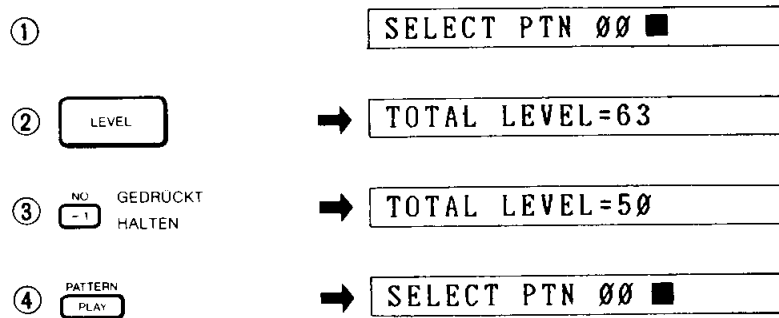 ① SELECT PTN ØØ ■
② LEVEL ➡ TOTAL LEVEL=63
③ NO -1 GEDRÜCKT HALTEN ➡ TOTAL LEVEL=5Ø
④ PATTERN PLAY ➡ SELECT PTN ØØ ■